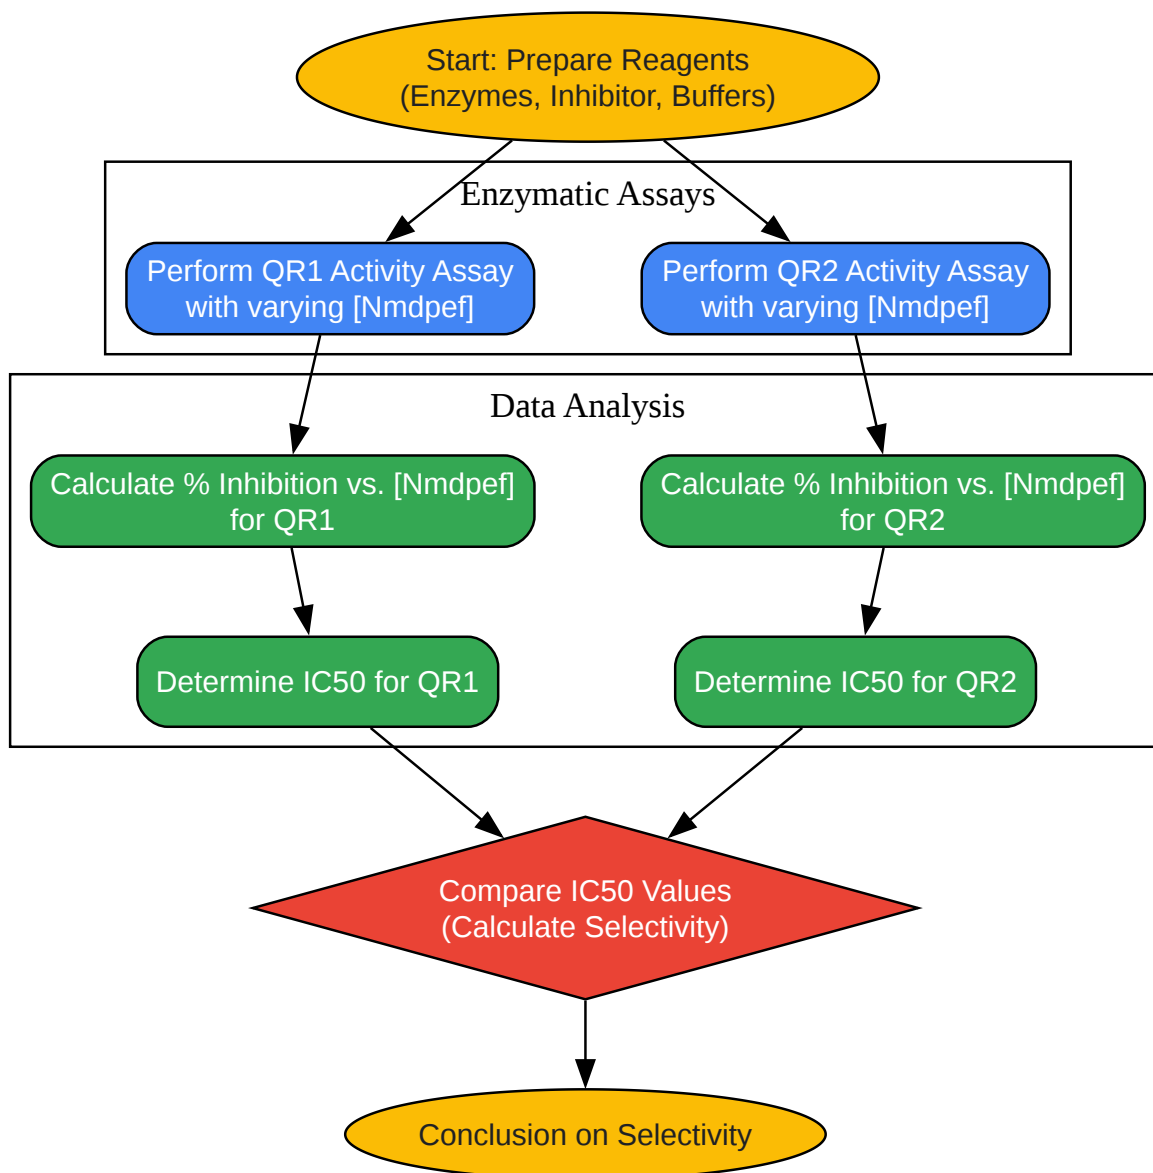 Start: Prepare Reagents
(Enzymes, Inhibitor, Buffers)
Enzymatic Assays
Perform QR1 Activity Assay
with varying [Nmdpef]
Perform QR2 Activity Assay
with varying [Nmdpef]
Data Analysis
Calculate % Inhibition vs. [Nmdpef]
for QR1
Calculate % Inhibition vs. [Nmdpef]
for QR2
Determine IC50 for QR1
Determine IC50 for QR2
Compare IC50 Values
(Calculate Selectivity)
Conclusion on Selectivity